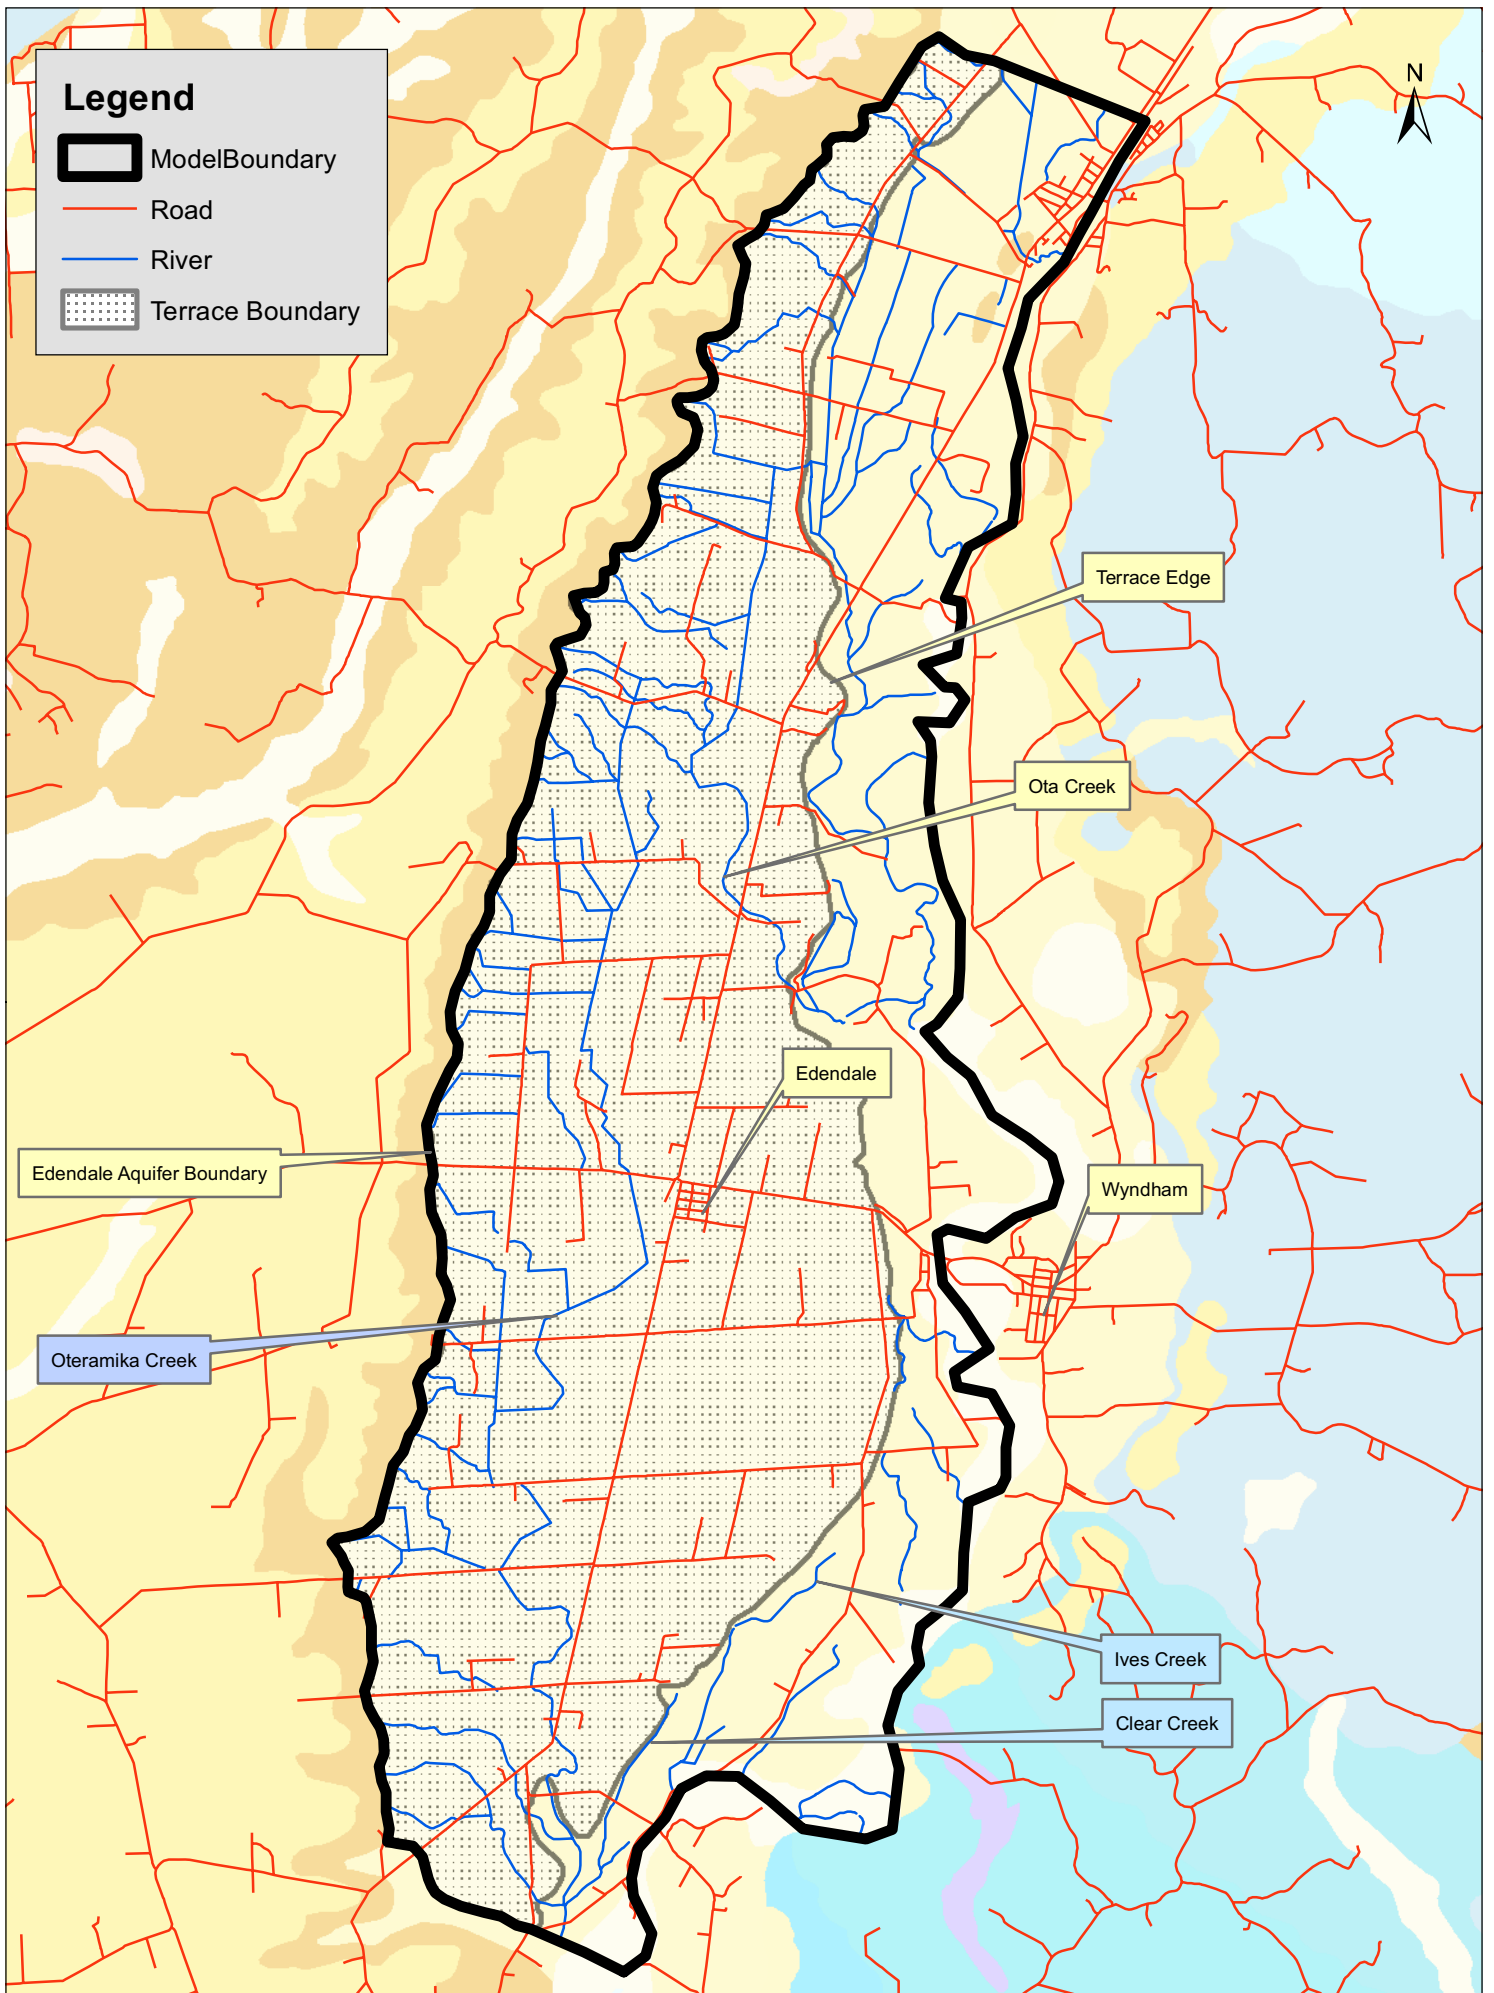 Legend
ModelBoundary
Road
River
Terrace Boundary
N
Terrace Edge
Ota Creek
Edendale
Edendale Aquifer Boundary
Wyndham
Oteramika Creek
Ives Creek
Clear Creek